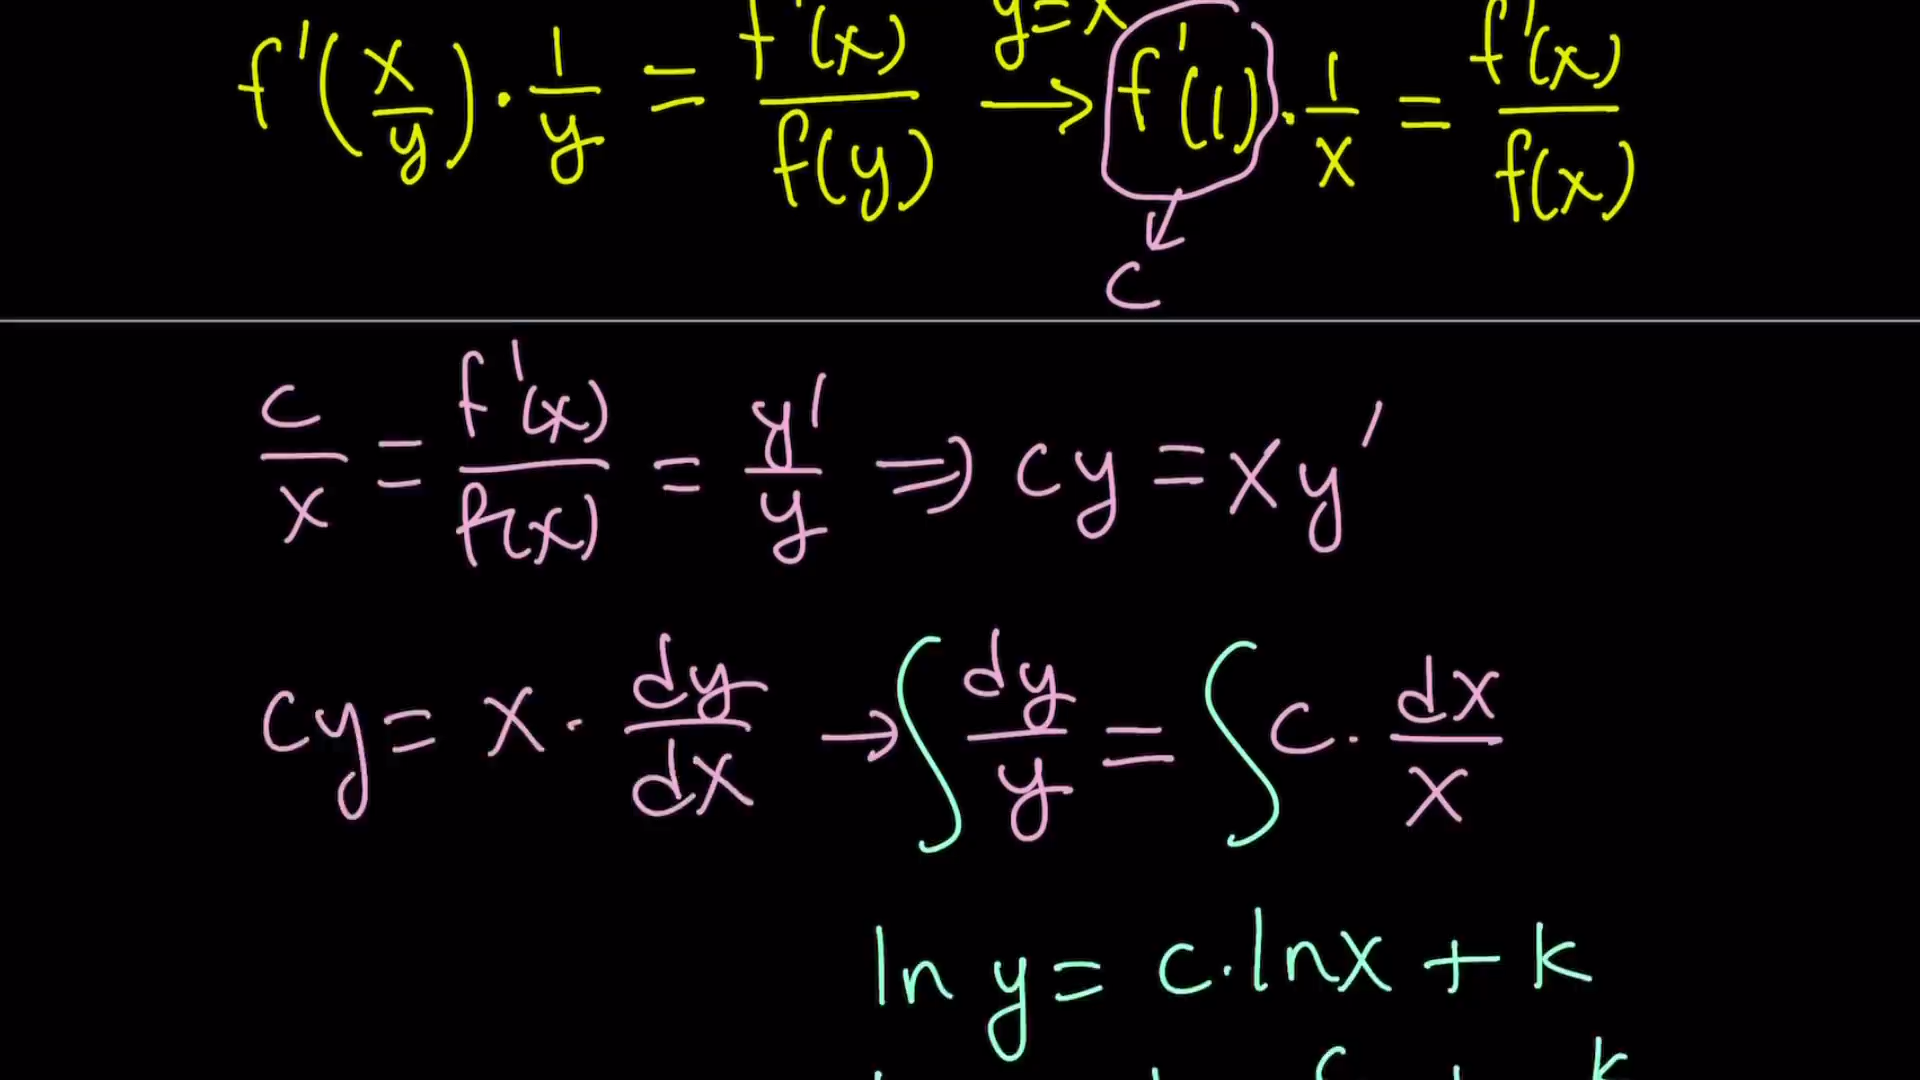 f'(x/y) · 1/y = f'(x)/f(y) → y=x f'(1) · 1/x = f'(x)/f(x)
c
c/x = f'(x)/f(x) = y'/y ⇒ cy = xy'
cy = x · dy/dx → ∫ dy/y = ∫ c · dx/x
ln y = c · ln x + k